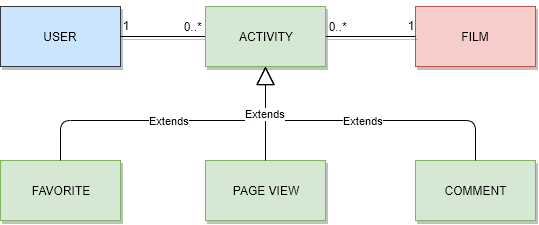 USER 1 0..* ACTIVITY 0..* 1 FILM
Extends Extends Extends
FAVORITE PAGE VIEW COMMENT